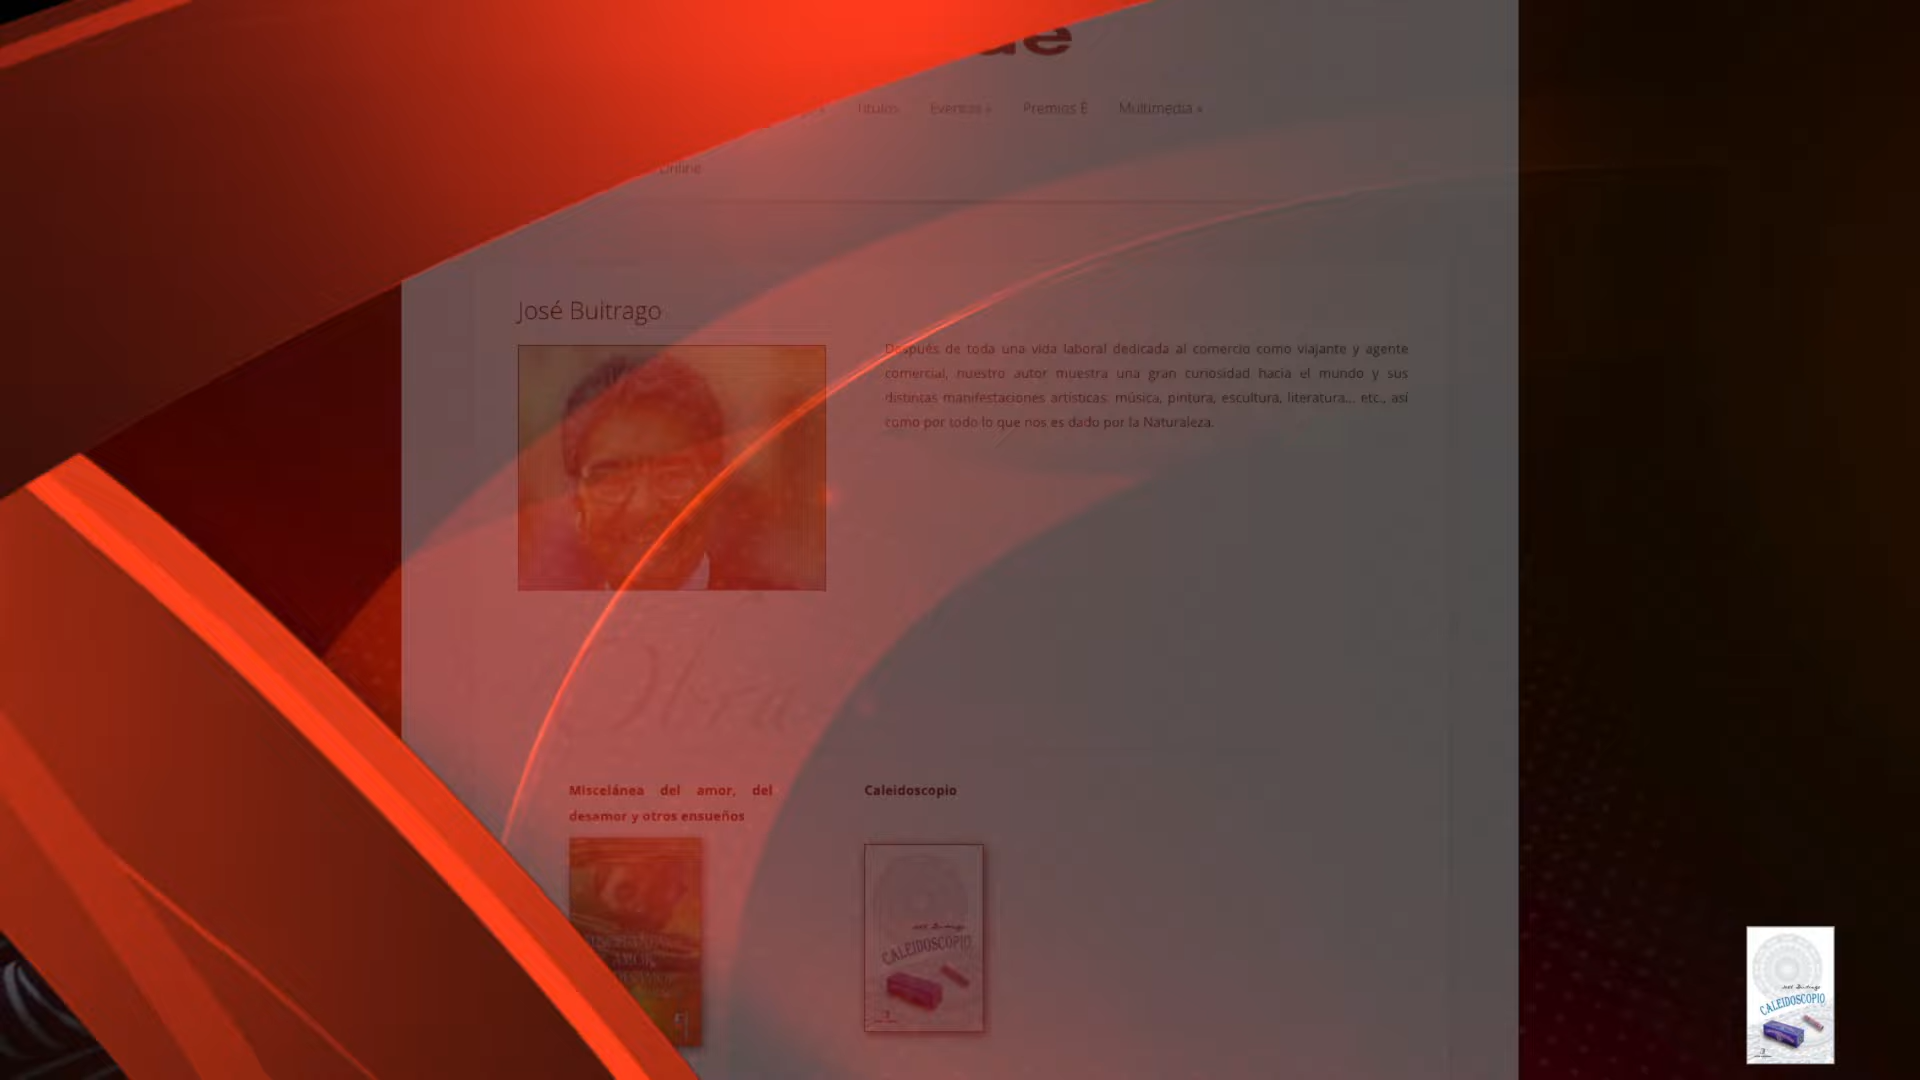 Títulos Eventos » Premios È Multimedia »
Online
José Buitrago
Después de toda una vida laboral dedicada al comercio como viajante y agente
comercial, nuestro autor muestra una gran curiosidad hacia el mundo y sus
distintas manifestaciones artísticas: música, pintura, escultura, literatura... etc., así
como por todo lo que nos es dado por la Naturaleza.
Obra
Miscelánea del amor, del
desamor y otros ensueños
Caleidoscopio
CALEIDOSCOPIO
José Buitrago
CALEIDOSCOPIO